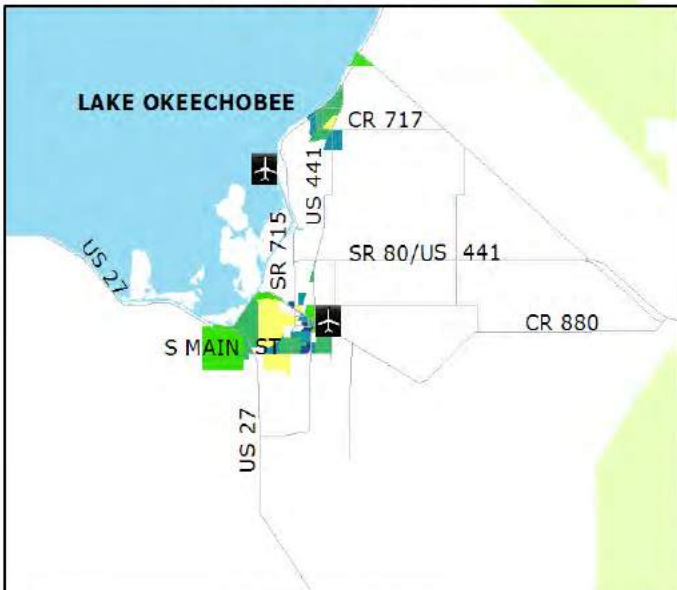 LAKE OKEECHOBEE
CR 717
US 441
SR 715
US 27
SR 80/US 441
CR 880
S MAIN ST
US 27